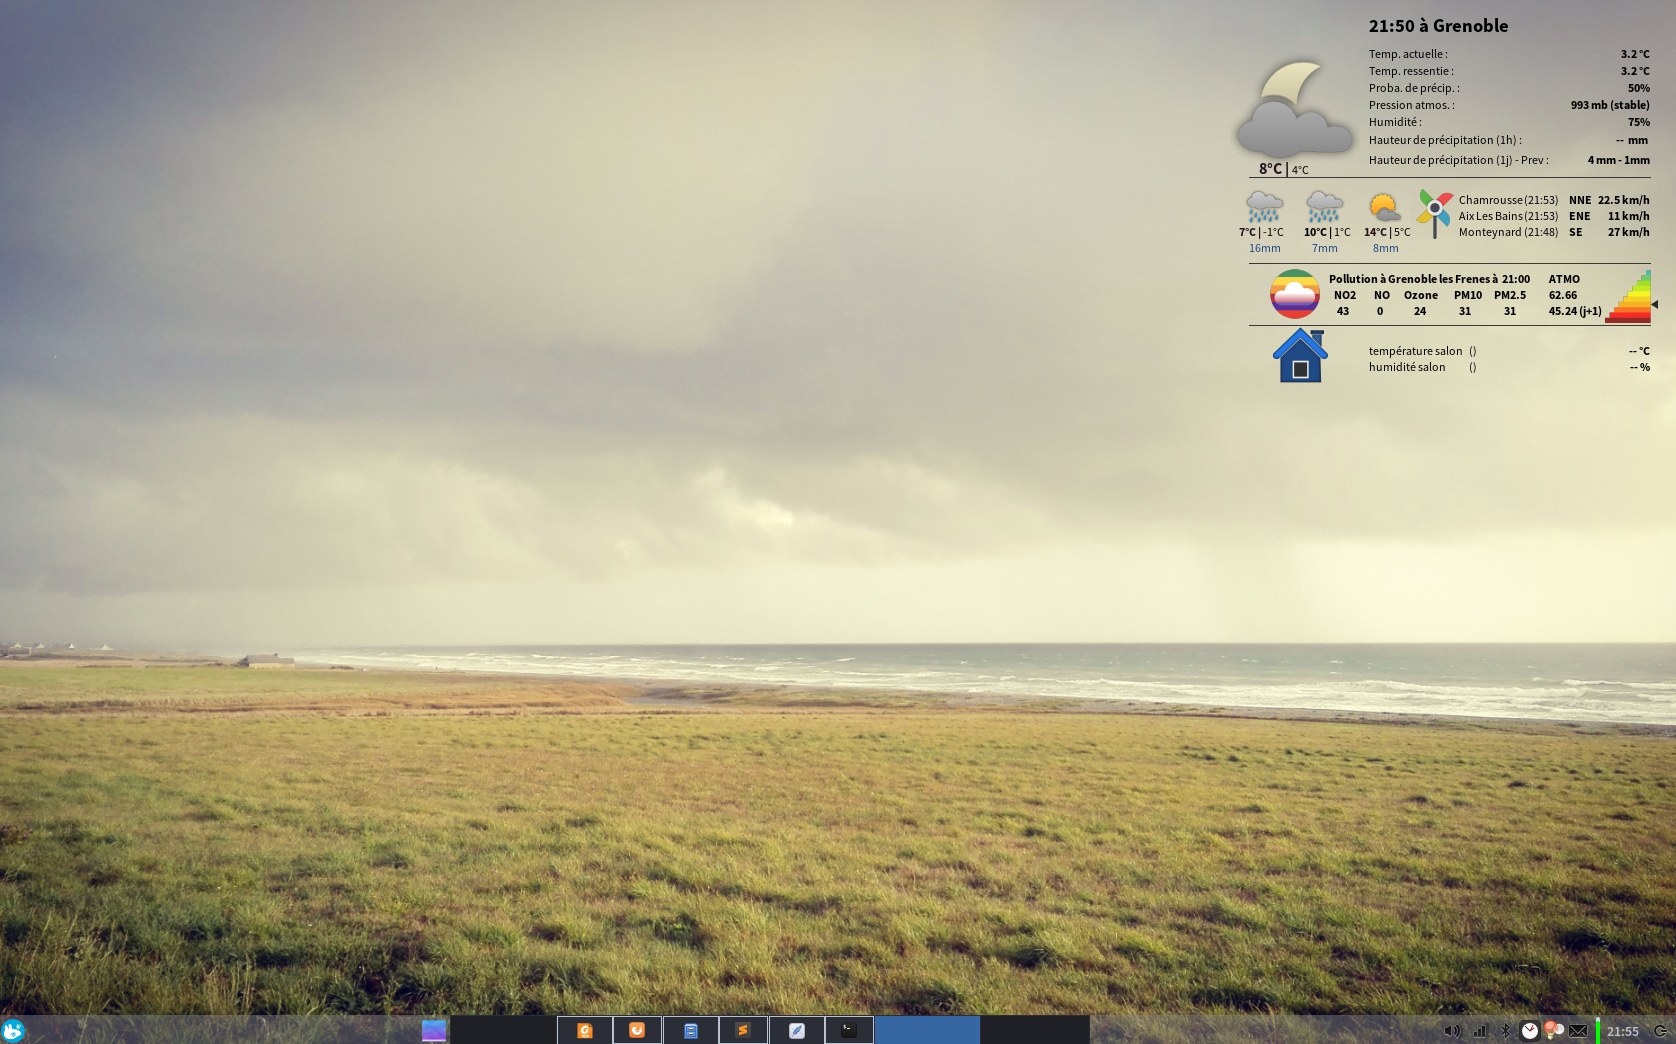 21:50 à Grenoble
Temp. actuelle : 3.2 °C
Temp. ressentie : 3.2 °C
Proba. de précip. : 50%
Pression atmos. : 993 mb (stable)
Humidité : 75%
Hauteur de précipitation (1h) : -- mm
Hauteur de précipitation (1j) - Prev : 4 mm - 1mm
8°C | 4°C
Chamrousse (21:53) NNE 22.5 km/h
Aix Les Bains (21:53) ENE 11 km/h
Monteynard (21:48) SE 27 km/h
7°C | -1°C 10°C | 1°C 14°C | 5°C
16mm 7mm 8mm
Pollution à Grenoble les Frenes à 21:00 ATMO
NO2 NO Ozone PM10 PM2.5 62.66
43 0 24 31 31 45.24 (j+1)
température salon () -- °C
humidité salon () -- %
21:55